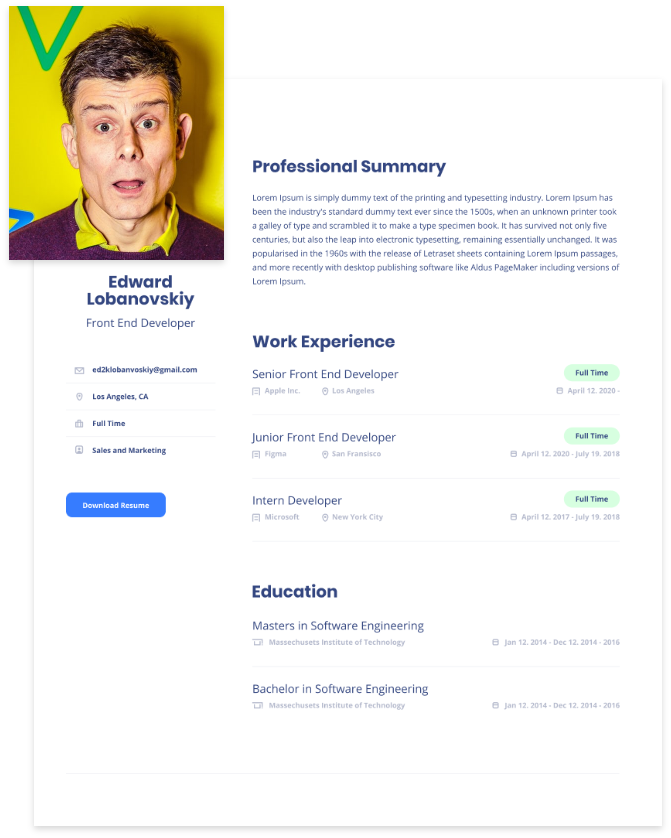 Edward
Lobanovskiy
Front End Developer
ed2klobanvoskiy@gmail.com
Los Angeles, CA
Full Time
Sales and Marketing
Download Resume
Professional Summary
Lorem Ipsum is simply dummy text of the printing and typesetting industry. Lorem Ipsum has
been the industry's standard dummy text ever since the 1500s, when an unknown printer took
a galley of type and scrambled it to make a type specimen book. It has survived not only five
centuries, but also the leap into electronic typesetting, remaining essentially unchanged. It was
popularised in the 1960s with the release of Letraset sheets containing Lorem Ipsum passages,
and more recently with desktop publishing software like Aldus PageMaker including versions of
Lorem Ipsum.
Work Experience
Senior Front End Developer Full Time
Apple Inc. Los Angeles April 12. 2020 -
Junior Front End Developer Full Time
Figma San Fransisco April 12. 2020 - July 19. 2018
Intern Developer Full Time
Microsoft New York City April 12. 2017 - July 19. 2018
Education
Masters in Software Engineering
Massechusets Institute of Technology Jan 12. 2014 - Dec 12. 2014 - 2016
Bachelor in Software Engineering
Massechusets Institute of Technology Jan 12. 2014 - Dec 12. 2014 - 2016